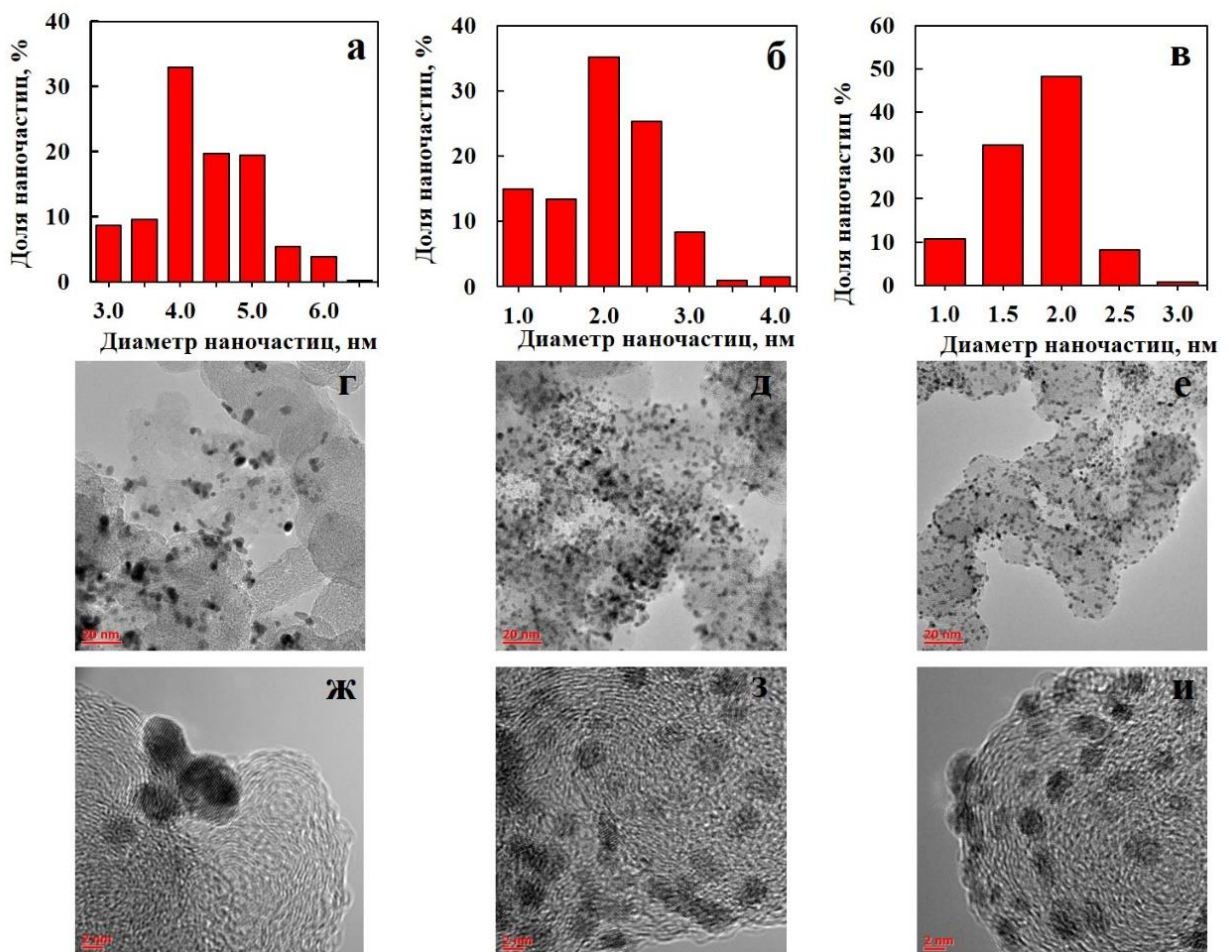 а
Доля наночастиц, %
40
30
20
10
0
3.0 4.0 5.0 6.0
Диаметр наночастиц, нм
б
Доля наночастиц, %
40
30
20
10
0
1.0 2.0 3.0 4.0
Диаметр наночастиц, нм
в
Доля наночастиц %
60
50
40
30
20
10
0
1.0 1.5 2.0 2.5 3.0
Диаметр наночастиц, нм
г
20 nm
д
20 nm
е
20 nm
ж
2 nm
з
2 nm
и
2 nm